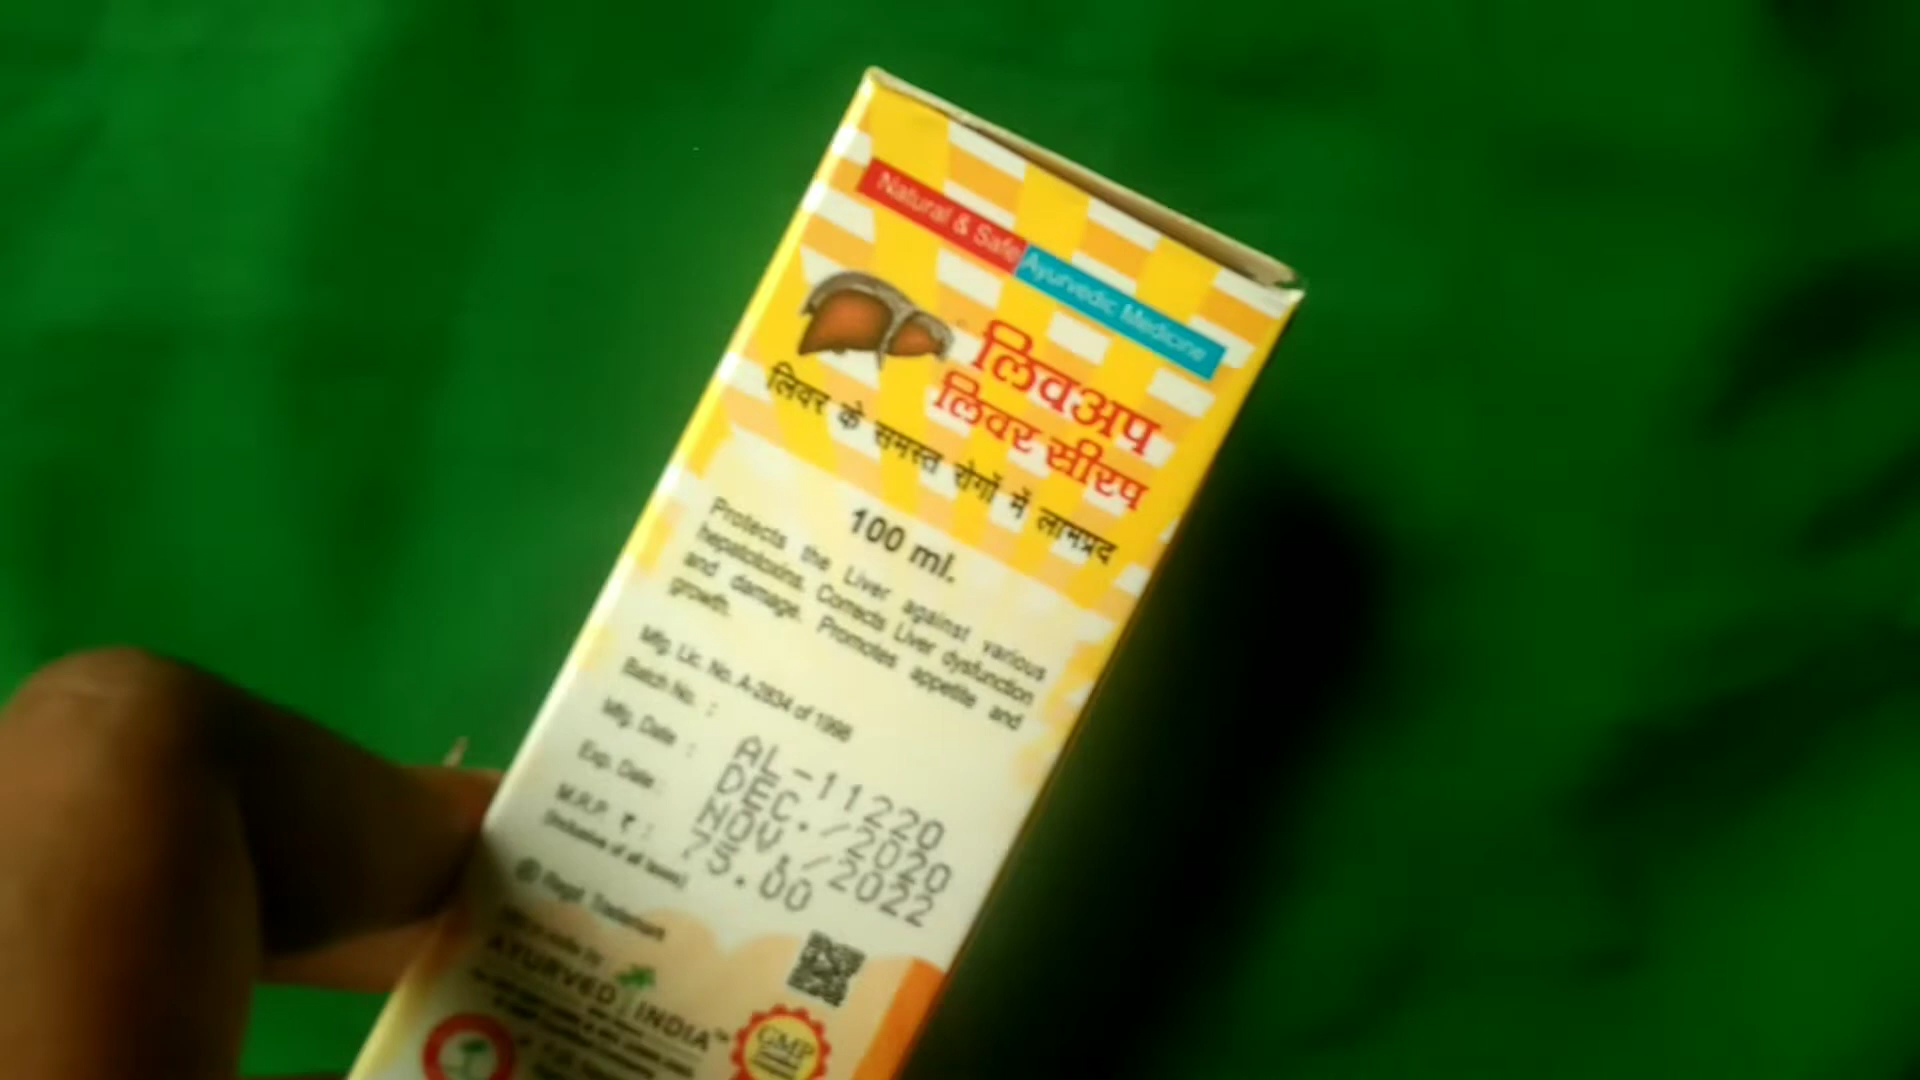 Natural & Safe Ayurvedic Medicine
लिवअप
लिवर सीरप
लिवर के समस्त रोगों में लाभप्रद
100 ml.
Protects the Liver against various
hepatotoxins. Corrects Liver dysfunction
and damage. Promotes appetite and
growth.
Mfg. Lic. No. A-2834 of 1998
Batch No. : AL-11220
Mfg. Date : DEC./2020
Exp. Date : NOV./2022
M.R.P. ₹ : 75.00
(Inclusive of all taxes)
Regd. Trademark
AYURVED INDIA™
GMP